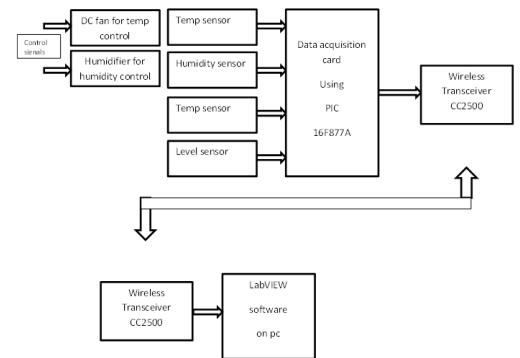 DC fan for temp
control
Control
sienals
Humidifier for
humidity control
Temp sensor
Humidity sensor
Temp sensor
Level sensor
Data acquisition
card
Using
PIC
16F877A
Wireless
Transceiver
CC2500
Wireless
Transceiver
CC2500
LabVIEW
software
on pc